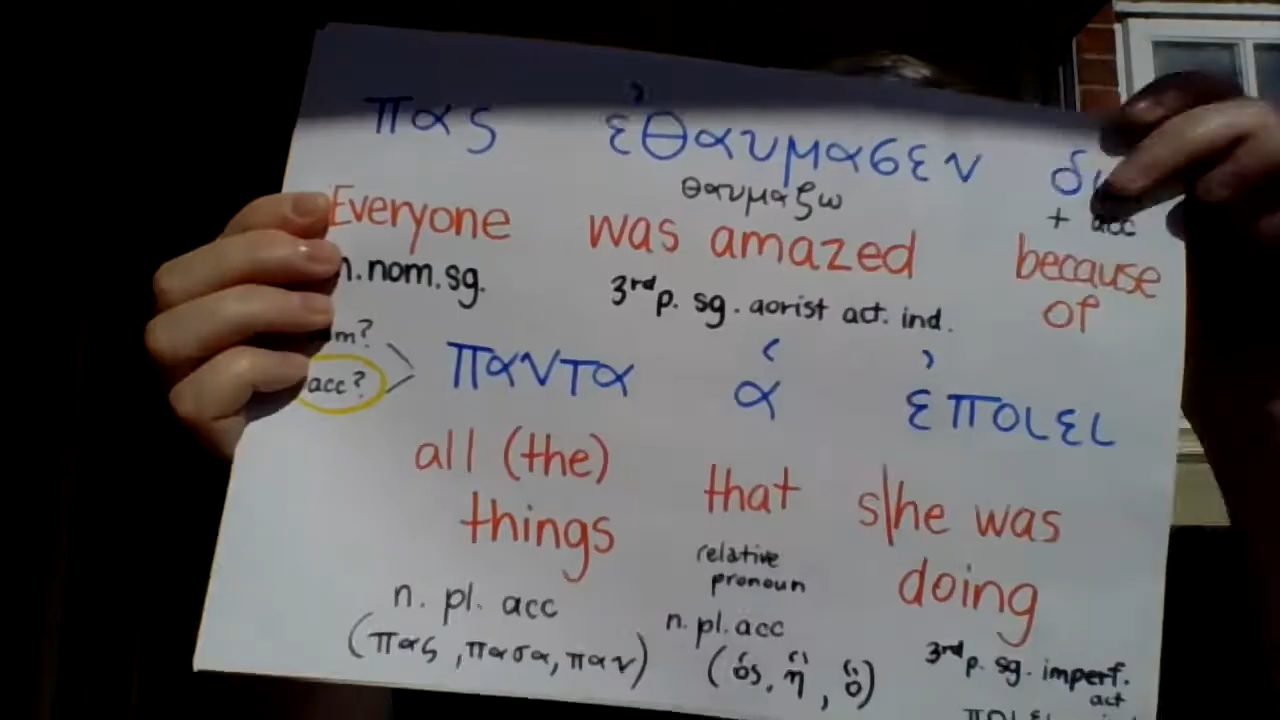 πας ἐθαυμασεν
θαυμαζω + acc
Everyone was amazed because of
nom. sg. 3rd p. sg. aorist act. ind.
acc? παντα ἁ ἐποιει
all (the) things that s|he was doing
relative pronoun
n. pl. acc n. pl. acc 3rd p. sg. imperf. act
(πας, πασα, παν) (ὁς, ἡ, ὁ)